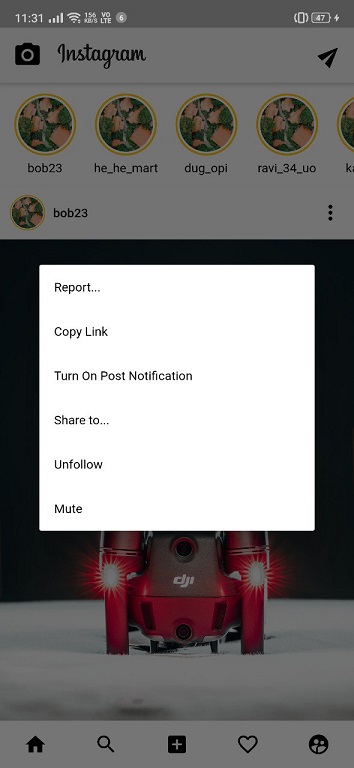 11:31 156 KB/S VO LTE 6 47
Instagram
bob23 he_he_mart dug_opi ravi_34_uo ka
bob23
Report...
Copy Link
Turn On Post Notification
Share to...
Unfollow
Mute
dji